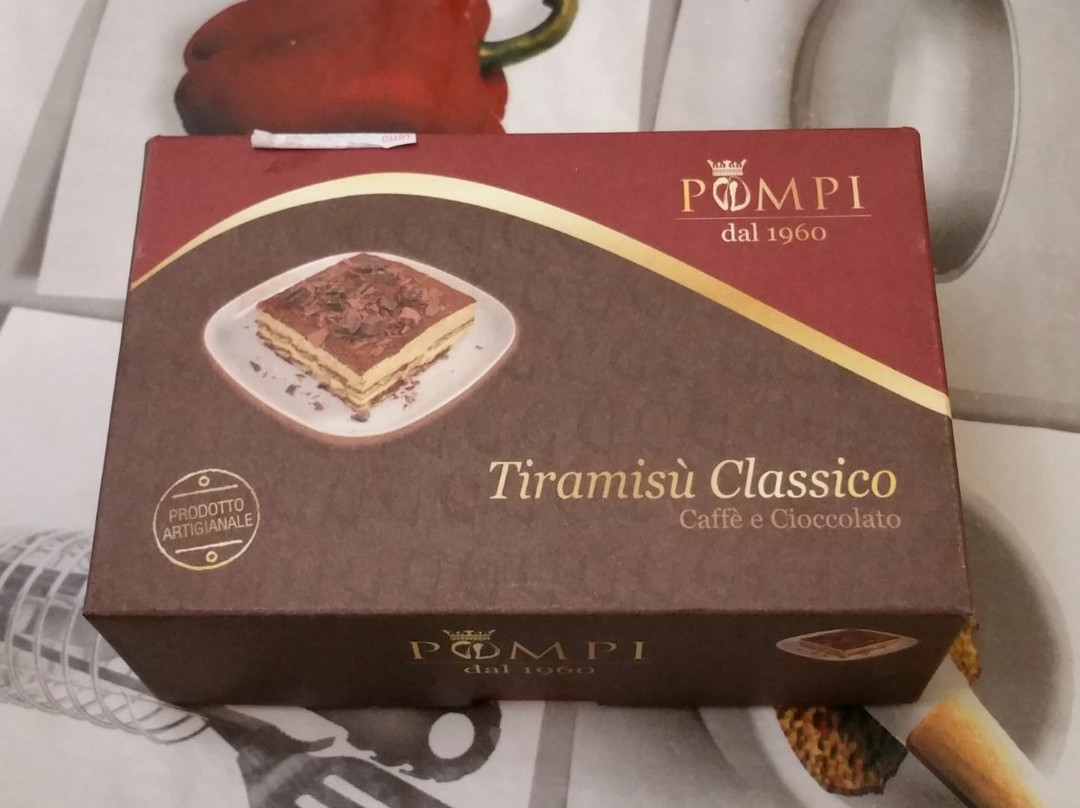 POMPI
dal 1960
Tiramisù Classico
Caffè e Cioccolato
PRODOTTO
ARTIGIANALE
POMPI
dal 1960